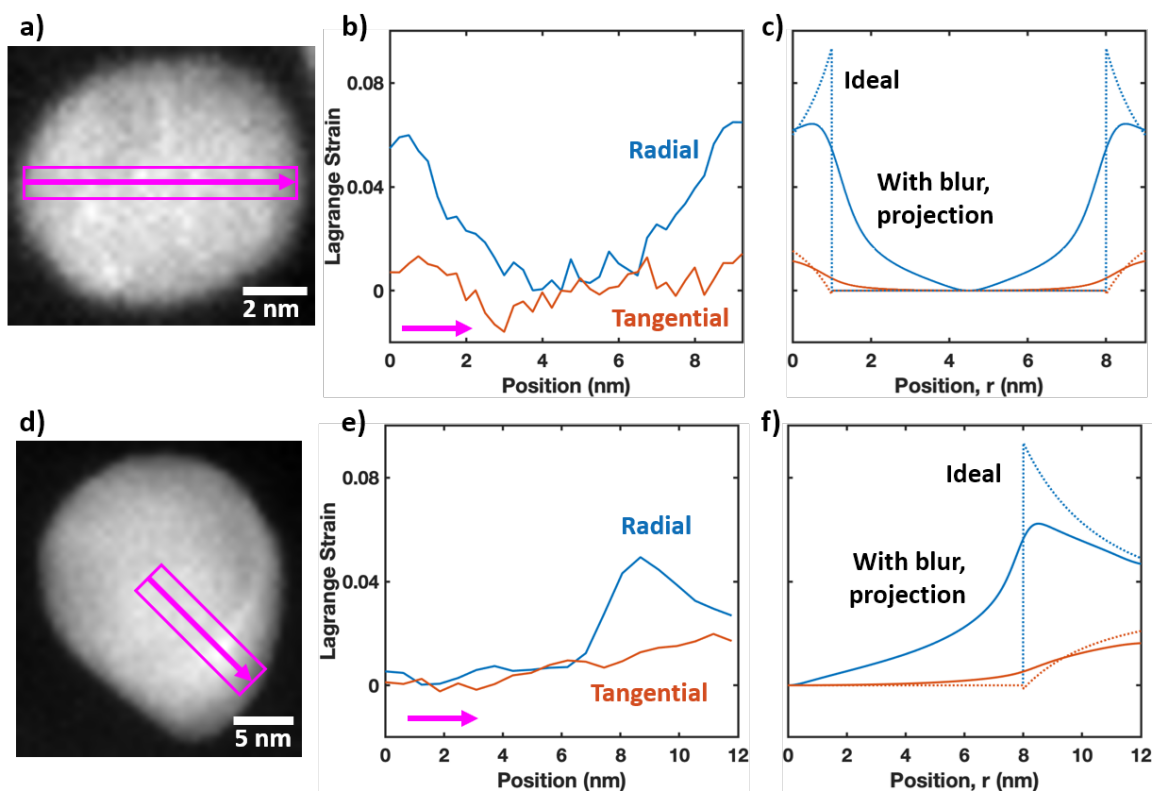 a)
2 nm
b)
0.08
0.04
0
Lagrange Strain
Radial
Tangential
0 2 4 6 8
Position (nm)
c)
Ideal
With blur,
projection
0 2 4 6 8
Position, r (nm)
d)
5 nm
e)
0.08
0.04
0
Lagrange Strain
Radial
Tangential
0 2 4 6 8 10 12
Position (nm)
f)
Ideal
With blur,
projection
0 2 4 6 8 10 12
Position, r (nm)